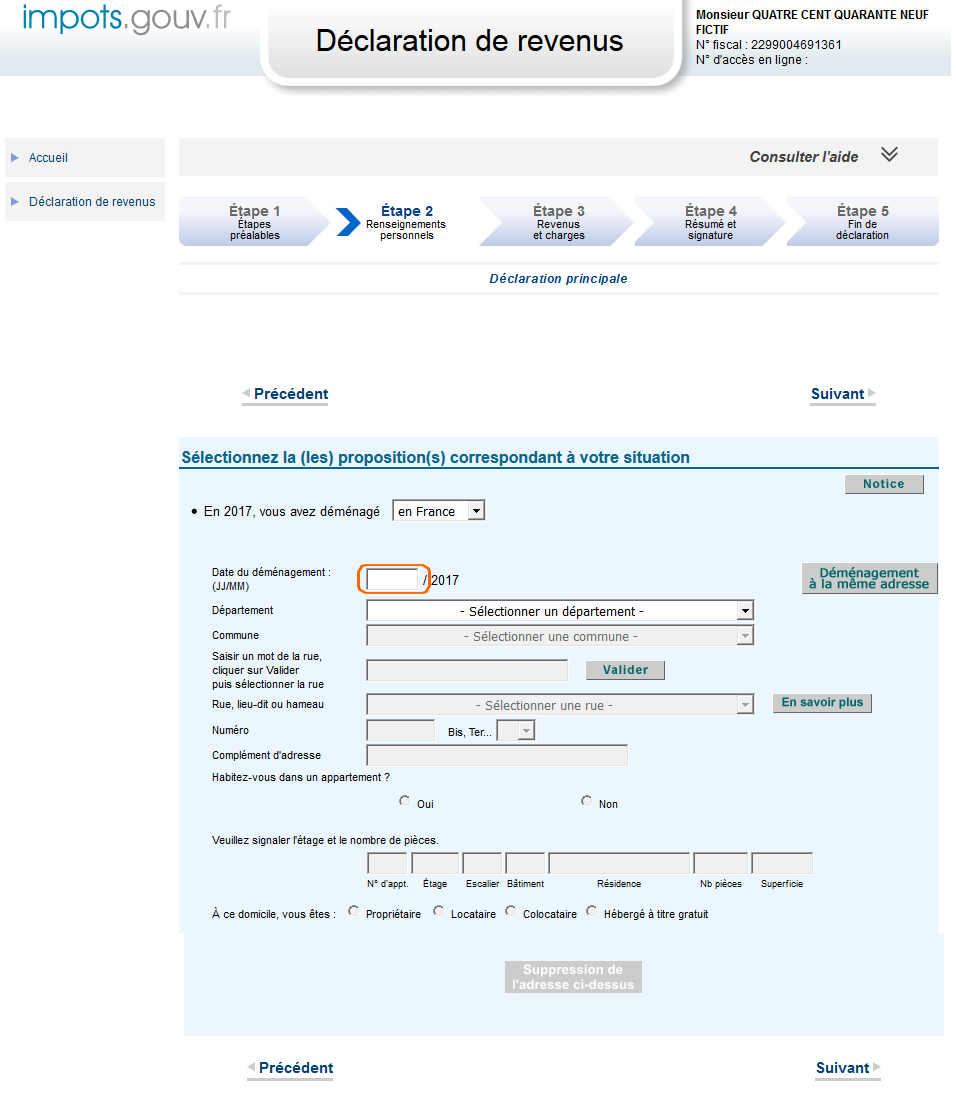 impots.gouv.fr
Déclaration de revenus
Monsieur QUATRE CENT QUARANTE NEUF
FICTIF
N° fiscal : 2299004691361
N° d'accès en ligne :
Accueil
Déclaration de revenus
Consulter l'aide
Étape 1
Étapes
préalables
Étape 2
Renseignements
personnels
Étape 3
Revenus
et charges
Étape 4
Résumé et
signature
Étape 5
Fin de
déclaration
Déclaration principale
Précédent
Suivant
Sélectionnez la (les) proposition(s) correspondant à votre situation
Notice
• En 2017, vous avez déménagé en France
Date du déménagement :
(JJ/MM)
/ 2017
Déménagement
à la même adresse
Département
- Sélectionner un département -
Commune
- Sélectionner une commune -
Saisir un mot de la rue,
cliquer sur Valider
puis sélectionner la rue
Valider
Rue, lieu-dit ou hameau
- Sélectionner une rue -
En savoir plus
Numéro
Bis, Ter...
Complément d'adresse
Habitez-vous dans un appartement ?
Oui
Non
Veuillez signaler l'étage et le nombre de pièces.
N° d'appt. Étage Escalier Bâtiment Résidence Nb pièces Superficie
À ce domicile, vous êtes : Propriétaire Locataire Colocataire Hébergé à titre gratuit
Suppression de
l'adresse ci-dessus
Précédent
Suivant